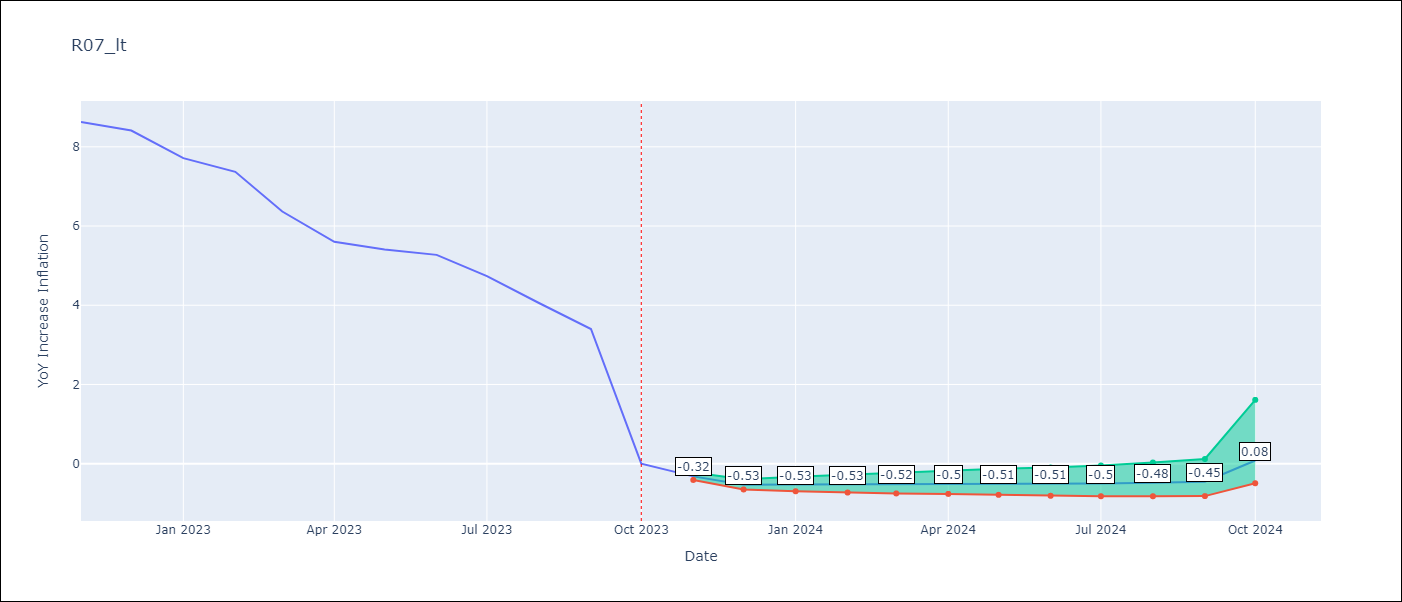 R07_lt
YoY Increase Inflation
8
6
4
2
0
-0.32
-0.53
-0.53
-0.53
-0.52
-0.5
-0.51
-0.51
-0.5
-0.48
-0.45
0.08
Jan 2023
Apr 2023
Jul 2023
Oct 2023
Jan 2024
Apr 2024
Jul 2024
Oct 2024
Date